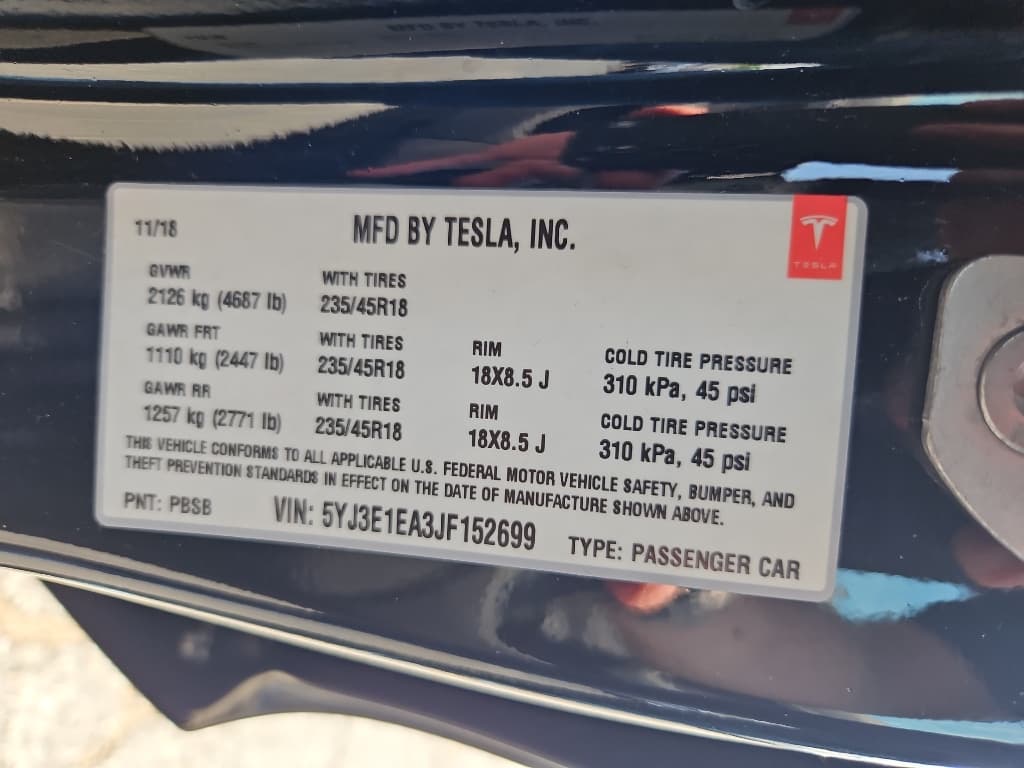 MFD BY TESLA, INC.
11/18
MFD BY TESLA, INC.
TESLA
GVWR
2126 kg (4687 lb)
WITH TIRES
235/45R18
GAWR FRT
1110 kg (2447 lb)
WITH TIRES
235/45R18
RIM
18X8.5 J
COLD TIRE PRESSURE
310 kPa, 45 psi
GAWR RR
1257 kg (2771 lb)
WITH TIRES
235/45R18
RIM
18X8.5 J
COLD TIRE PRESSURE
310 kPa, 45 psi
THIS VEHICLE CONFORMS TO ALL APPLICABLE U.S. FEDERAL MOTOR VEHICLE SAFETY, BUMPER, AND
THEFT PREVENTION STANDARDS IN EFFECT ON THE DATE OF MANUFACTURE SHOWN ABOVE.
PNT: PBSB
VIN: 5YJ3E1EA3JF152699
TYPE: PASSENGER CAR